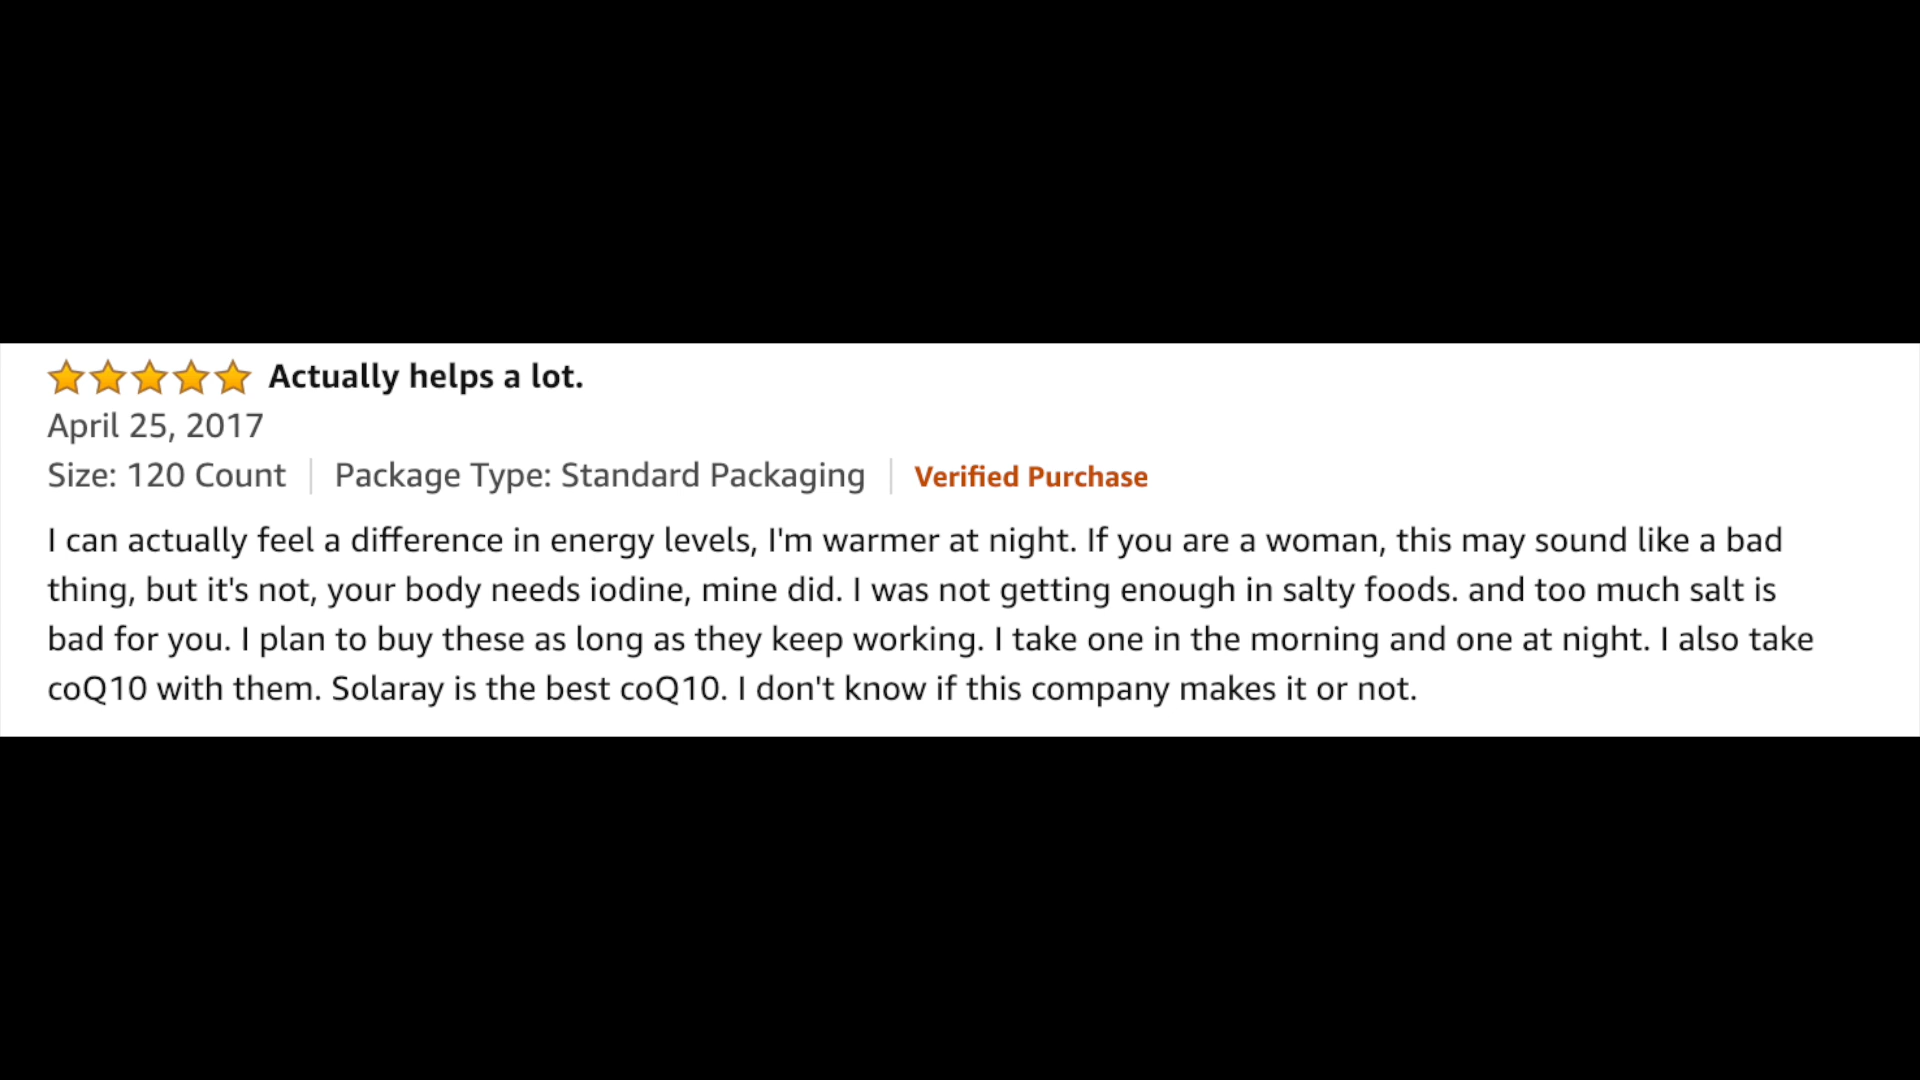 Actually helps a lot.
April 25, 2017
Size: 120 Count | Package Type: Standard Packaging | Verified Purchase
I can actually feel a difference in energy levels, I'm warmer at night. If you are a woman, this may sound like a bad
thing, but it's not, your body needs iodine, mine did. I was not getting enough in salty foods. and too much salt is
bad for you. I plan to buy these as long as they keep working. I take one in the morning and one at night. I also take
coQ10 with them. Solaray is the best coQ10. I don't know if this company makes it or not.